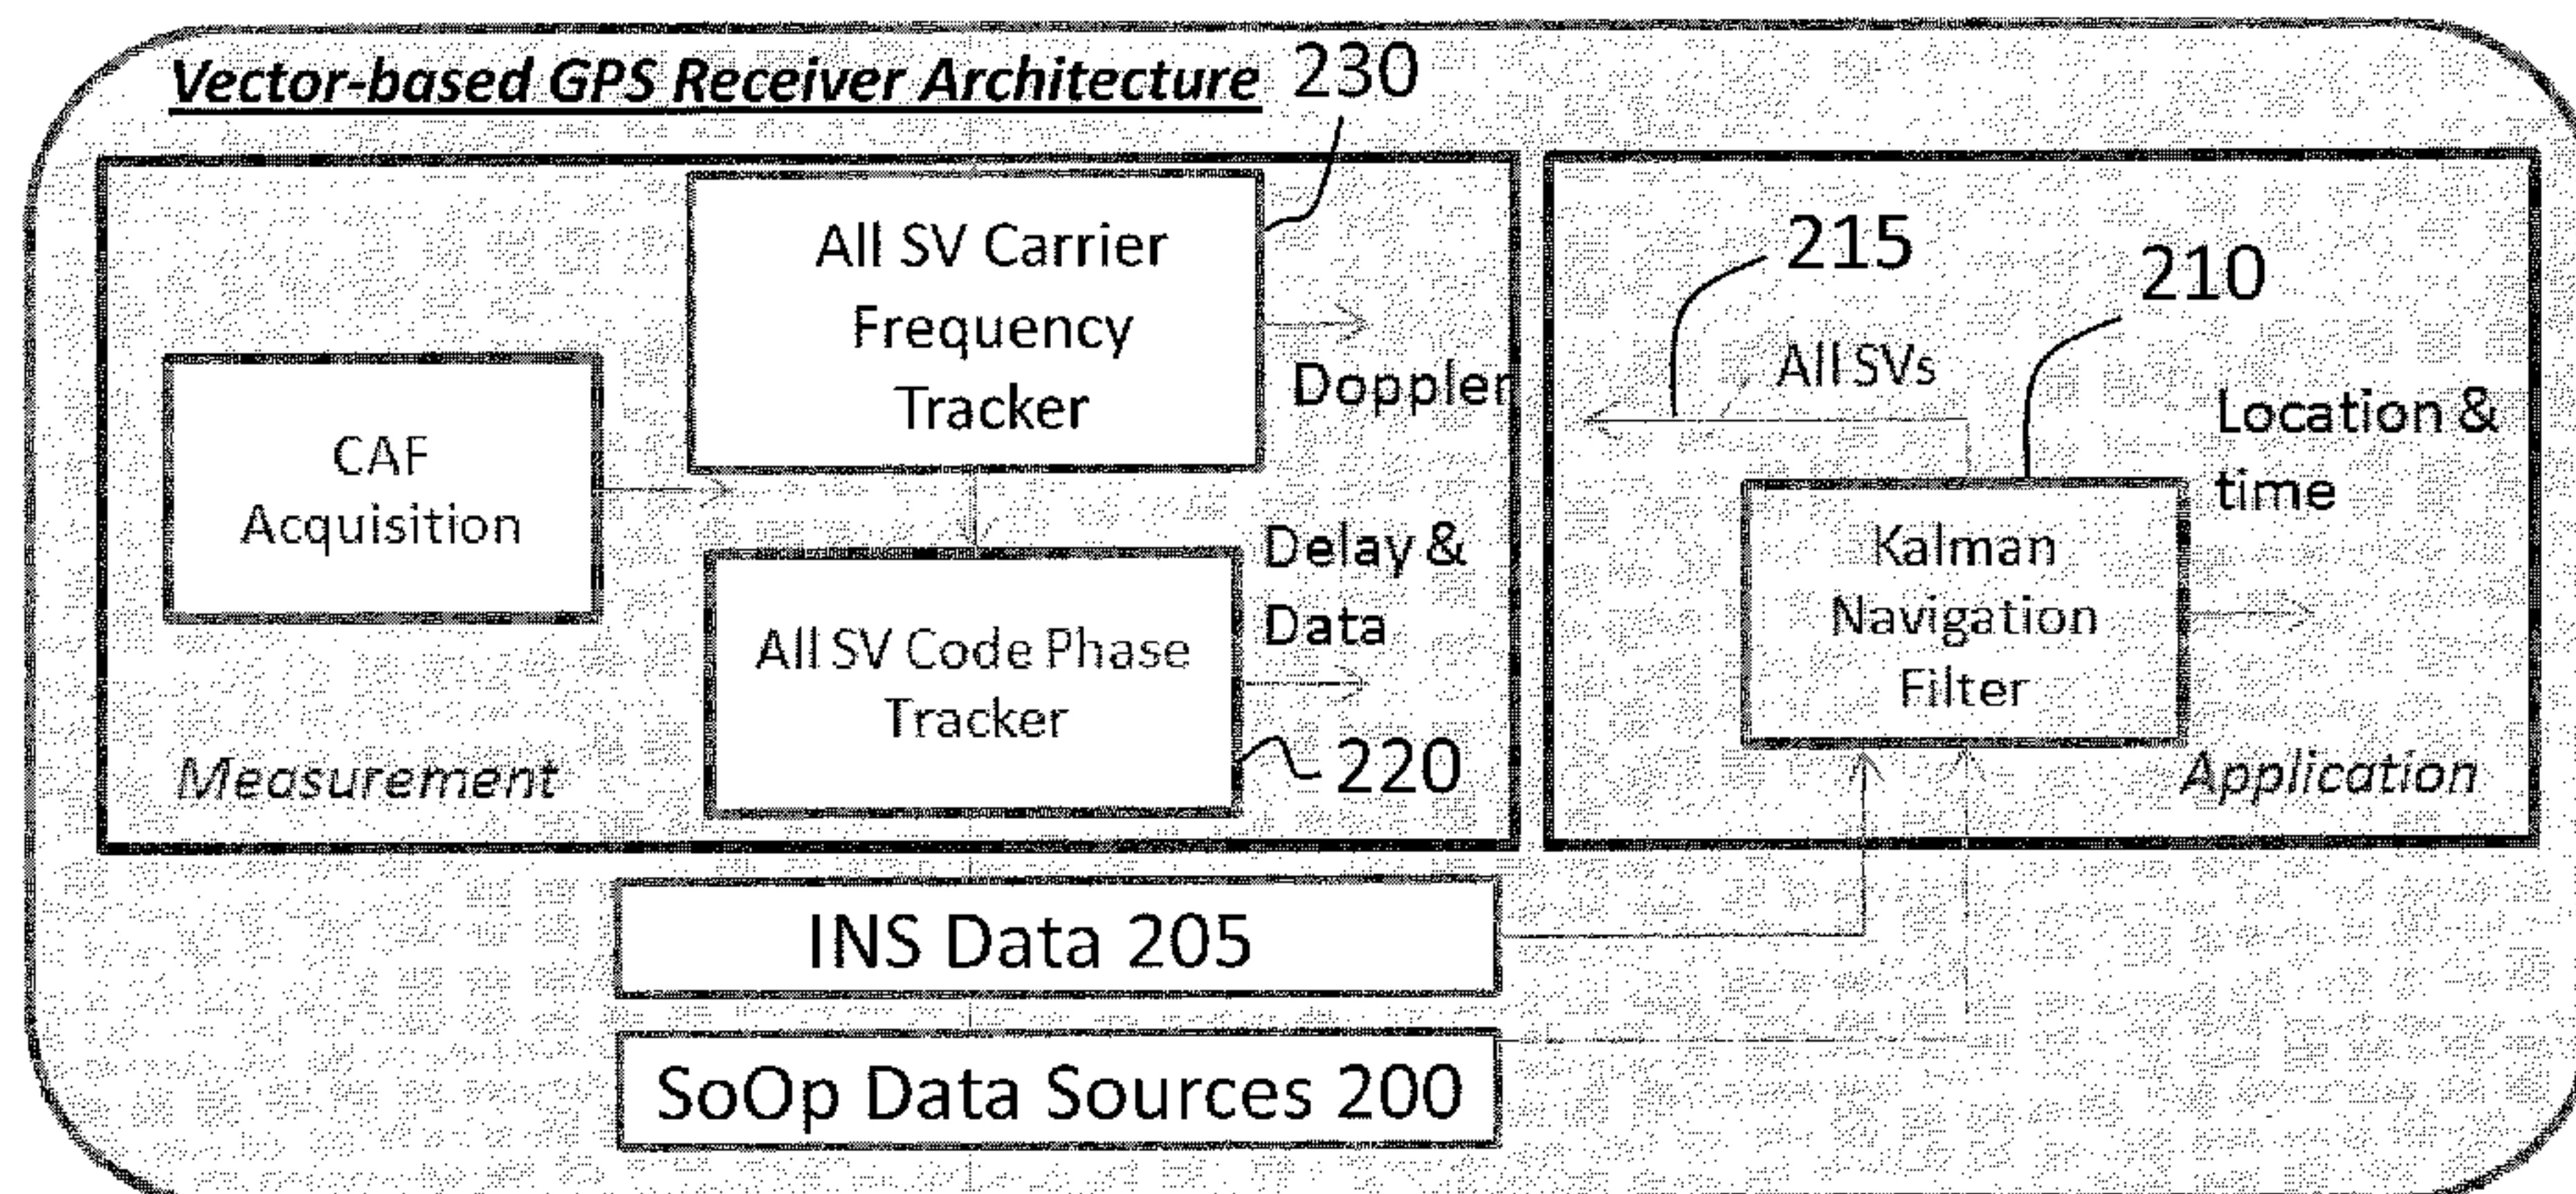 Vector-based GPS Receiver Architecture 230
All SV Carrier
Frequency
Tracker
Doppler
CAF
Acquisition
Delay &
Data
All SV Code Phase
Tracker
220
Measurement
215
210
All SVs
Location &
time
Kalman
Navigation
Filter
Application
INS Data 205
SoOp Data Sources 200